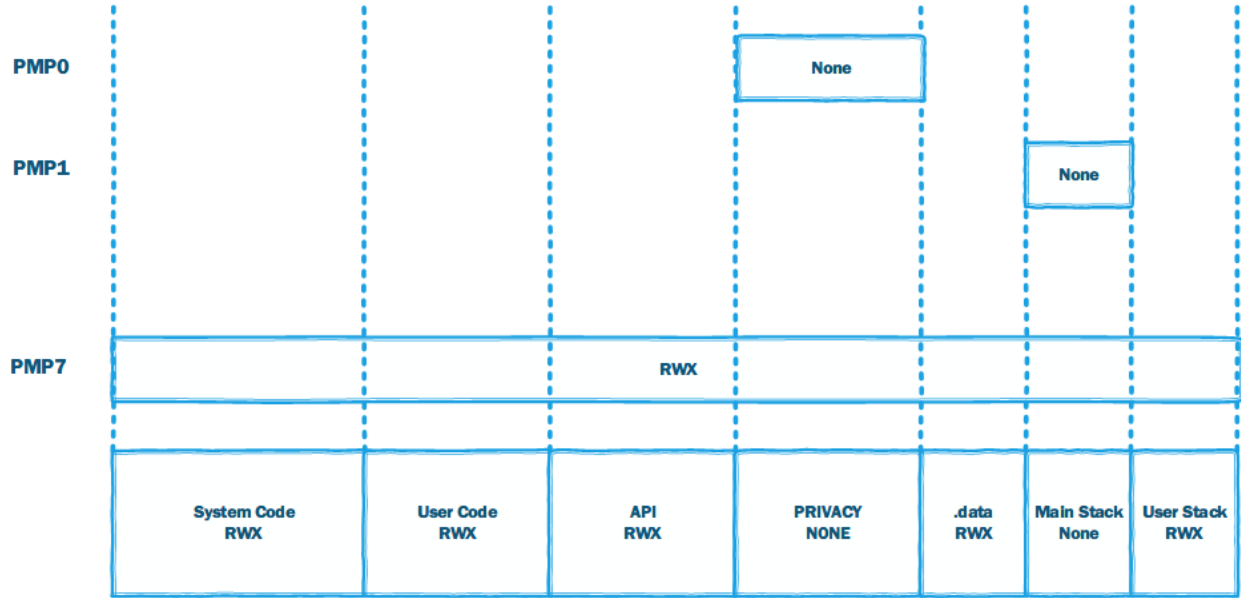 PMP0
None
PMP1
None
PMP7
RWX
System Code
RWX
User Code
RWX
API
RWX
PRIVACY
NONE
.data
RWX
Main Stack
None
User Stack
RWX